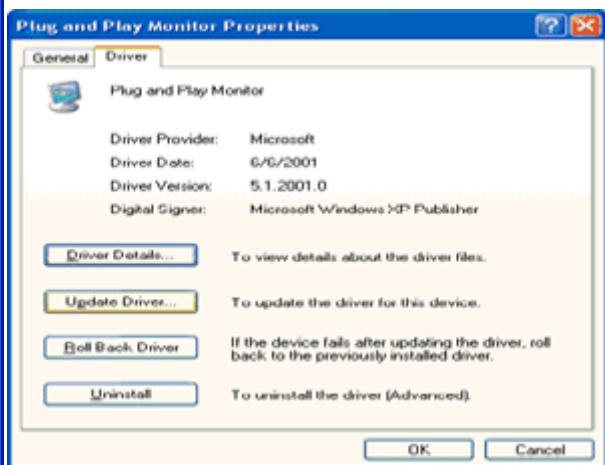 Plug and Play Monitor Properties
General Driver
Plug and Play Monitor
Driver Provider: Microsoft
Driver Date: 6/6/2001
Driver Version: 5.1.2001.0
Digital Signer: Microsoft Windows XP Publisher
Driver Details... To view details about the driver files.
Update Driver... To update the driver for this device.
Roll Back Driver If the device fails after updating the driver, roll
back to the previously installed driver.
Uninstall To uninstall the driver (Advanced).
OK Cancel